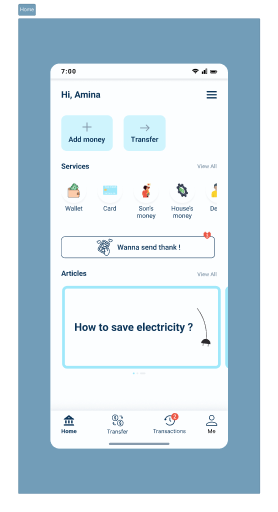 Home
7:00
Hi, Amina
Add money
Transfer
Services
View All
Wallet
Card
Son's
money
House's
money
De
Wanna send thank !
Articles
View All
How to save electricity ?
2
Home
Transfer
Transactions
Me